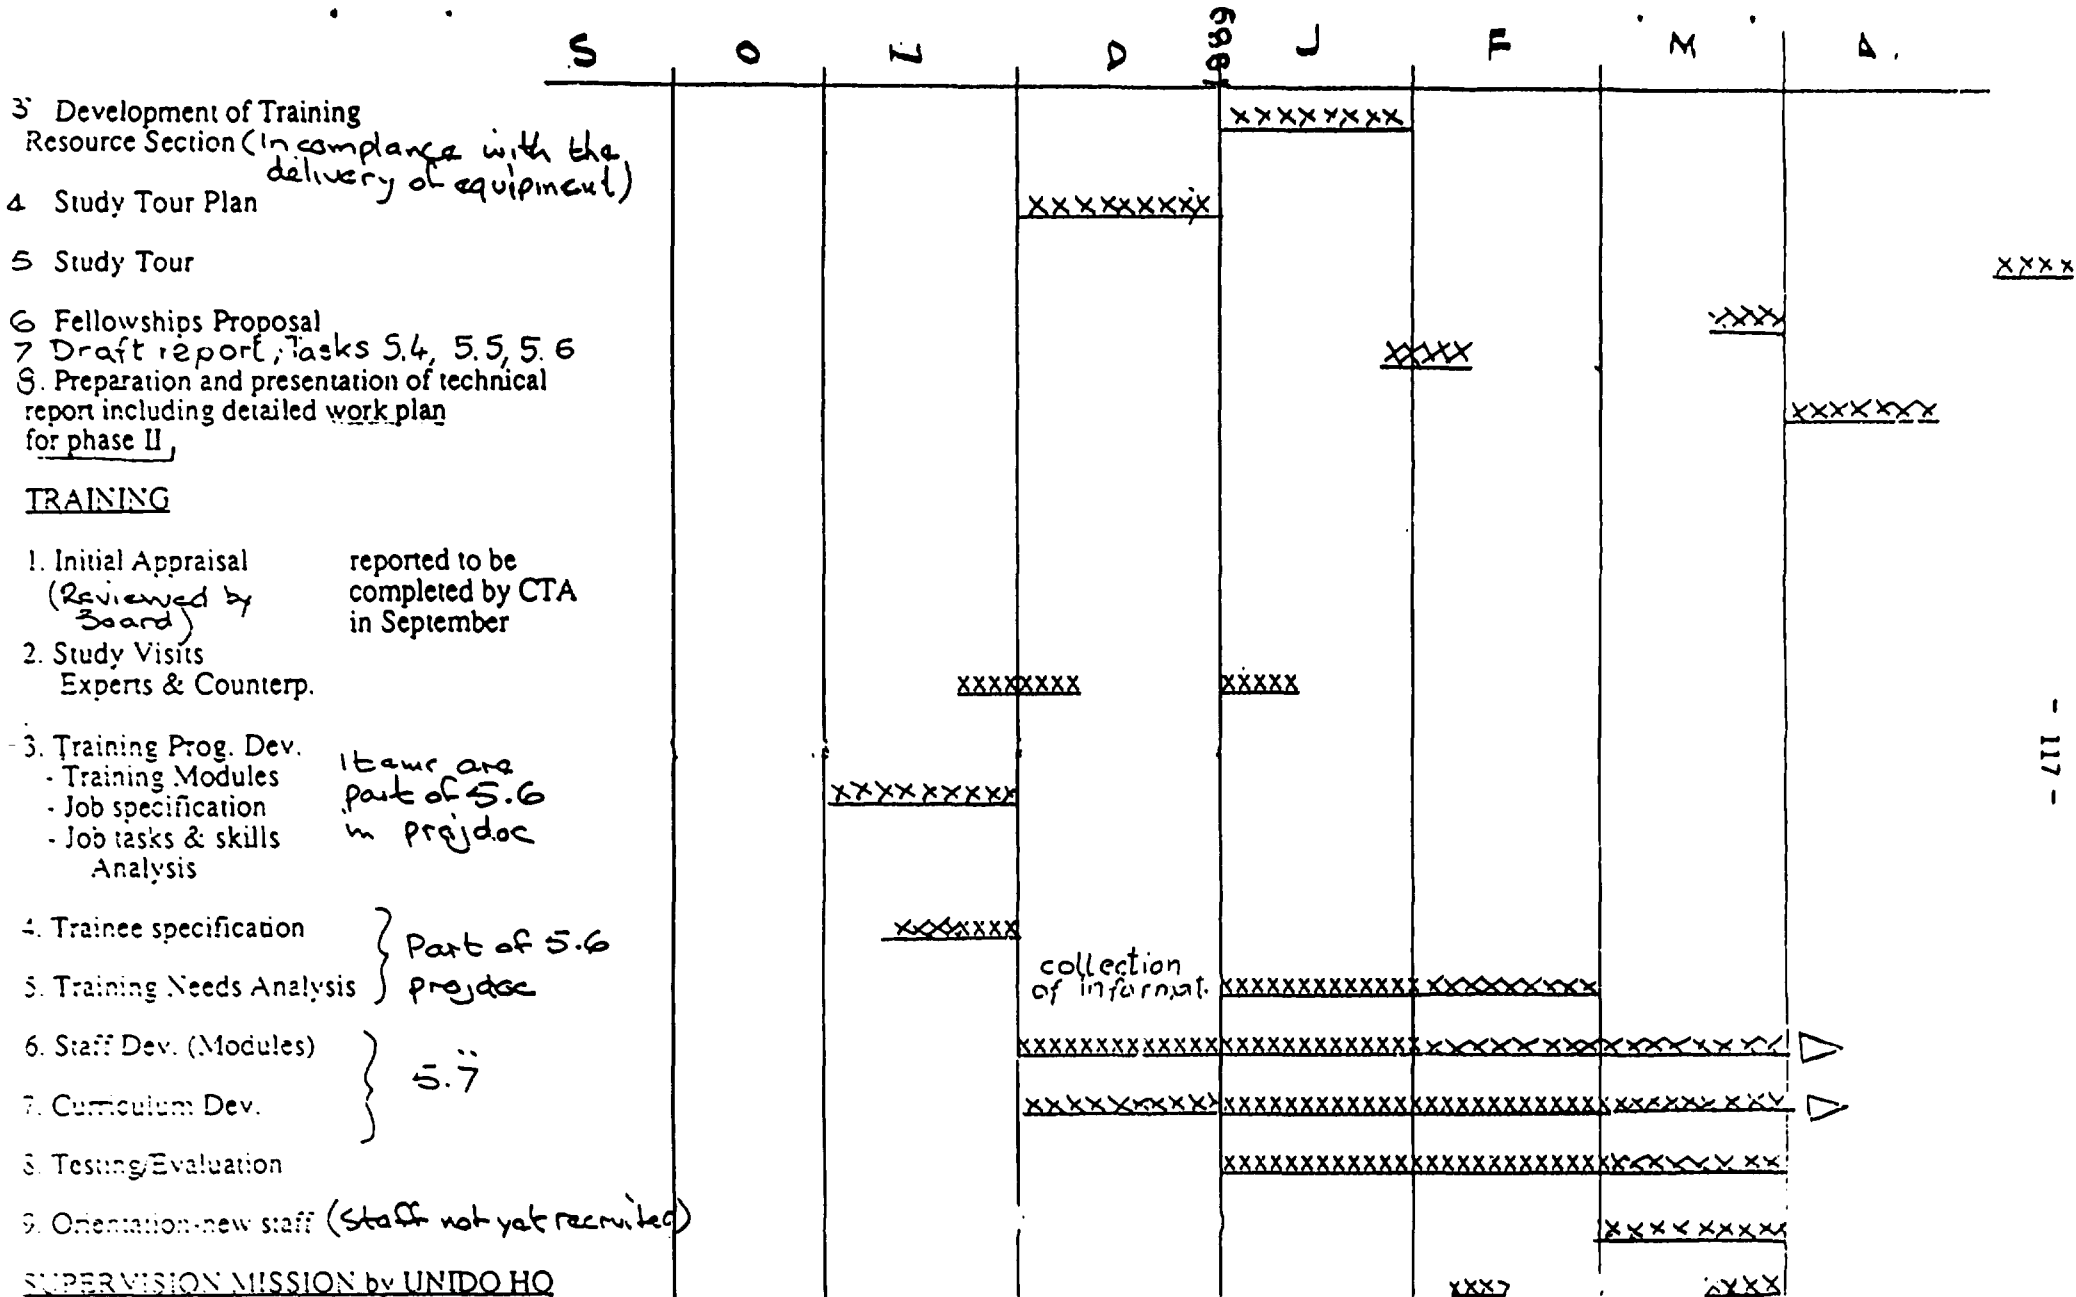 S O D 1989 J F M A.
3 Development of Training
Resource Section (In complance with the
delivery of equipment)
4 Study Tour Plan
5 Study Tour
6 Fellowships Proposal
7 Draft report, Tasks 5.4, 5.5, 5.6
8. Preparation and presentation of technical
report including detailed work plan
for phase II
TRAINING
1. Initial Appraisal reported to be
(Reviewed by completed by CTA
Board) in September
2. Study Visits
Experts & Counterp.
3. Training Prog. Dev.
- Training Modules Items are
- Job specification part of 5.6
- Job tasks & skills in projdoc
Analysis
4. Trainee specification Part of 5.6
5. Training Needs Analysis projdoc
collection
of informat.
6. Staff Dev. (Modules)
5.7
7. Curriculum Dev.
8. Testing/Evaluation
9. Orientation-new staff (Staff not yet recruited)
SUPERVISION MISSION by UNIDO HQ
- 117 -